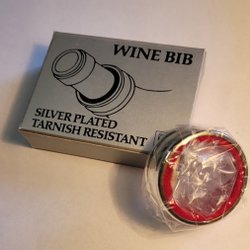 WINE BIB
SILVER PLATED
TARNISH RESISTANT